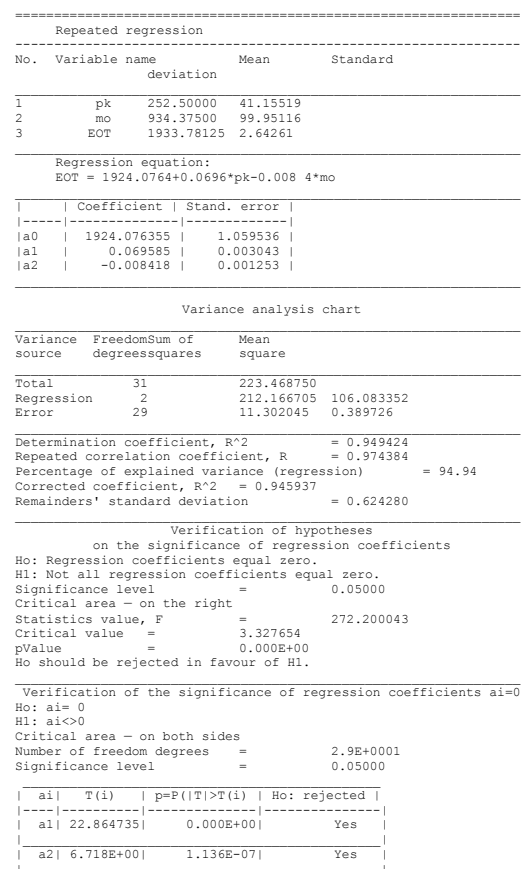 Repeated regression
No. Variable name Mean Standard
deviation
1 pk 252.50000 41.15519
2 mo 934.37500 99.95116
3 EOT 1933.78125 2.64261
Regression equation:
EOT = 1924.0764+0.0696*pk-0.008 4*mo
| | Coefficient | Stand. error |
|-----|--------------|-------------|
|a0 | 1924.076355 | 1.059536 |
|a1 | 0.069585 | 0.003043 |
|a2 | -0.008418 | 0.001253 |
Variance analysis chart
Variance FreedomSum of Mean
source degreessquares square
Total 31 223.468750
Regression 2 212.166705 106.083352
Error 29 11.302045 0.389726
Determination coefficient, R^2 = 0.949424
Repeated correlation coefficient, R = 0.974384
Percentage of explained variance (regression) = 94.94
Corrected coefficient, R^2 = 0.945937
Remainders' standard deviation = 0.624280
Verification of hypotheses
on the significance of regression coefficients
Ho: Regression coefficients equal zero.
H1: Not all regression coefficients equal zero.
Significance level = 0.05000
Critical area — on the right
Statistics value, F = 272.200043
Critical value = 3.327654
pValue = 0.000E+00
Ho should be rejected in favour of H1.
Verification of the significance of regression coefficients ai=0
Ho: ai= 0
H1: ai<>0
Critical area — on both sides
Number of freedom degrees = 2.9E+0001
Significance level = 0.05000
| ai| T(i) | p=P(|T|>T(i) | Ho: rejected |
|----|----------|--------------|---------------|
| a1| 22.864735| 0.000E+00| Yes |
| a2| 6.718E+00| 1.136E-07| Yes |